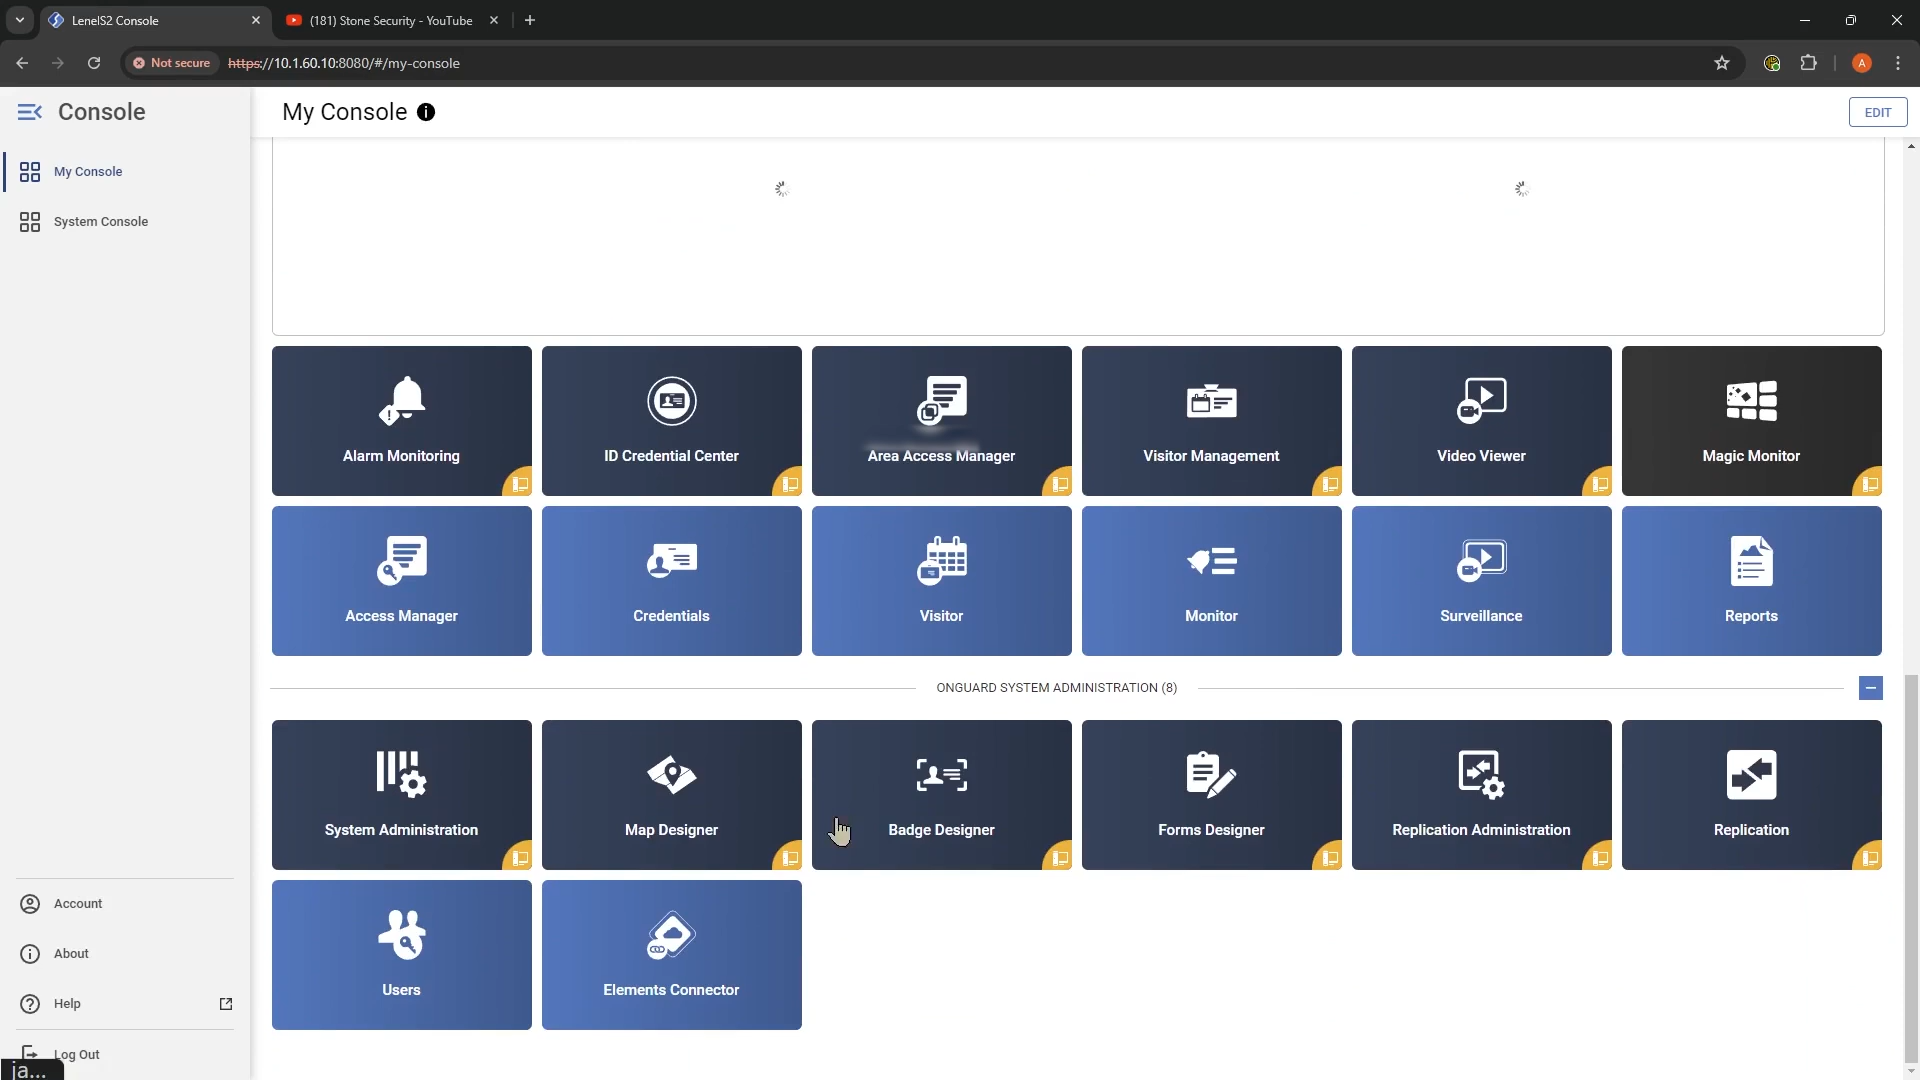 LenelS2 Console
(181) Stone Security - YouTube
Not secure
https://10.1.60.10:8080/#/my-console
A
Console
My Console
EDIT
My Console
System Console
Alarm Monitoring
ID Credential Center
Area Access Manager
Visitor Management
Video Viewer
Magic Monitor
Access Manager
Credentials
Visitor
Monitor
Surveillance
Reports
ONGUARD SYSTEM ADMINISTRATION (8)
System Administration
Map Designer
Badge Designer
Forms Designer
Replication Administration
Replication
Users
Elements Connector
Account
About
Help
Log Out
ja...